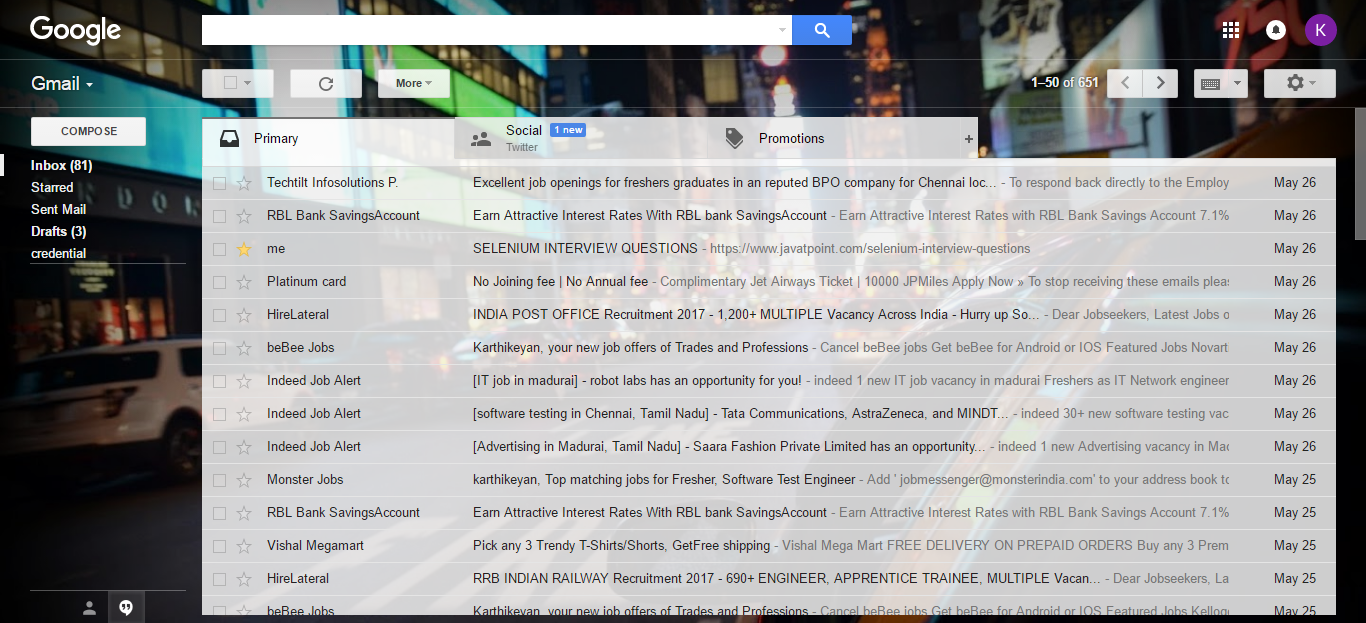 Google
K
Gmail
More
1–50 of 651
COMPOSE
Inbox (81)
Starred
Sent Mail
Drafts (3)
credential
Primary
Social 1 new
Twitter
Promotions
+
Techtilt Infosolutions P. Excellent job openings for freshers graduates in an reputed BPO company for Chennai loc... - To respond back directly to the Employ May 26
RBL Bank SavingsAccount Earn Attractive Interest Rates With RBL bank SavingsAccount - Earn Attractive Interest Rates with RBL Bank Savings Account 7.1% May 26
me SELENIUM INTERVIEW QUESTIONS - https://www.javatpoint.com/selenium-interview-questions May 26
Platinum card No Joining fee | No Annual fee - Complimentary Jet Airways Ticket | 10000 JPMiles Apply Now » To stop receiving these emails pleas May 26
HireLateral INDIA POST OFFICE Recruitment 2017 - 1,200+ MULTIPLE Vacancy Across India - Hurry up So... - Dear Jobseekers, Latest Jobs o May 26
beBee Jobs Karthikeyan, your new job offers of Trades and Professions - Cancel beBee jobs Get beBee for Android or IOS Featured Jobs Novart May 26
Indeed Job Alert [IT job in madurai] - robot labs has an opportunity for you! - indeed 1 new IT job vacancy in madurai Freshers as IT Network engineer May 26
Indeed Job Alert [software testing in Chennai, Tamil Nadu] - Tata Communications, AstraZeneca, and MINDT... - indeed 30+ new software testing vac May 26
Indeed Job Alert [Advertising in Madurai, Tamil Nadu] - Saara Fashion Private Limited has an opportunity... - indeed 1 new Advertising vacancy in Mad May 26
Monster Jobs karthikeyan, Top matching jobs for Fresher, Software Test Engineer - Add ' jobmessenger@monsterindia.com' to your address book to May 25
RBL Bank SavingsAccount Earn Attractive Interest Rates With RBL bank SavingsAccount - Earn Attractive Interest Rates with RBL Bank Savings Account 7.1% May 25
Vishal Megamart Pick any 3 Trendy T-Shirts/Shorts, GetFree shipping - Vishal Mega Mart FREE DELIVERY ON PREPAID ORDERS Buy any 3 Prem May 25
HireLateral RRB INDIAN RAILWAY Recruitment 2017 - 690+ ENGINEER, APPRENTICE TRAINEE, MULTIPLE Vacan... - Dear Jobseekers, La May 25
beBee Jobs Karthikeyan, your new job offers of Trades and Professions - Cancel beBee jobs Get beBee for Android or IOS Featured Jobs Kellog May 25